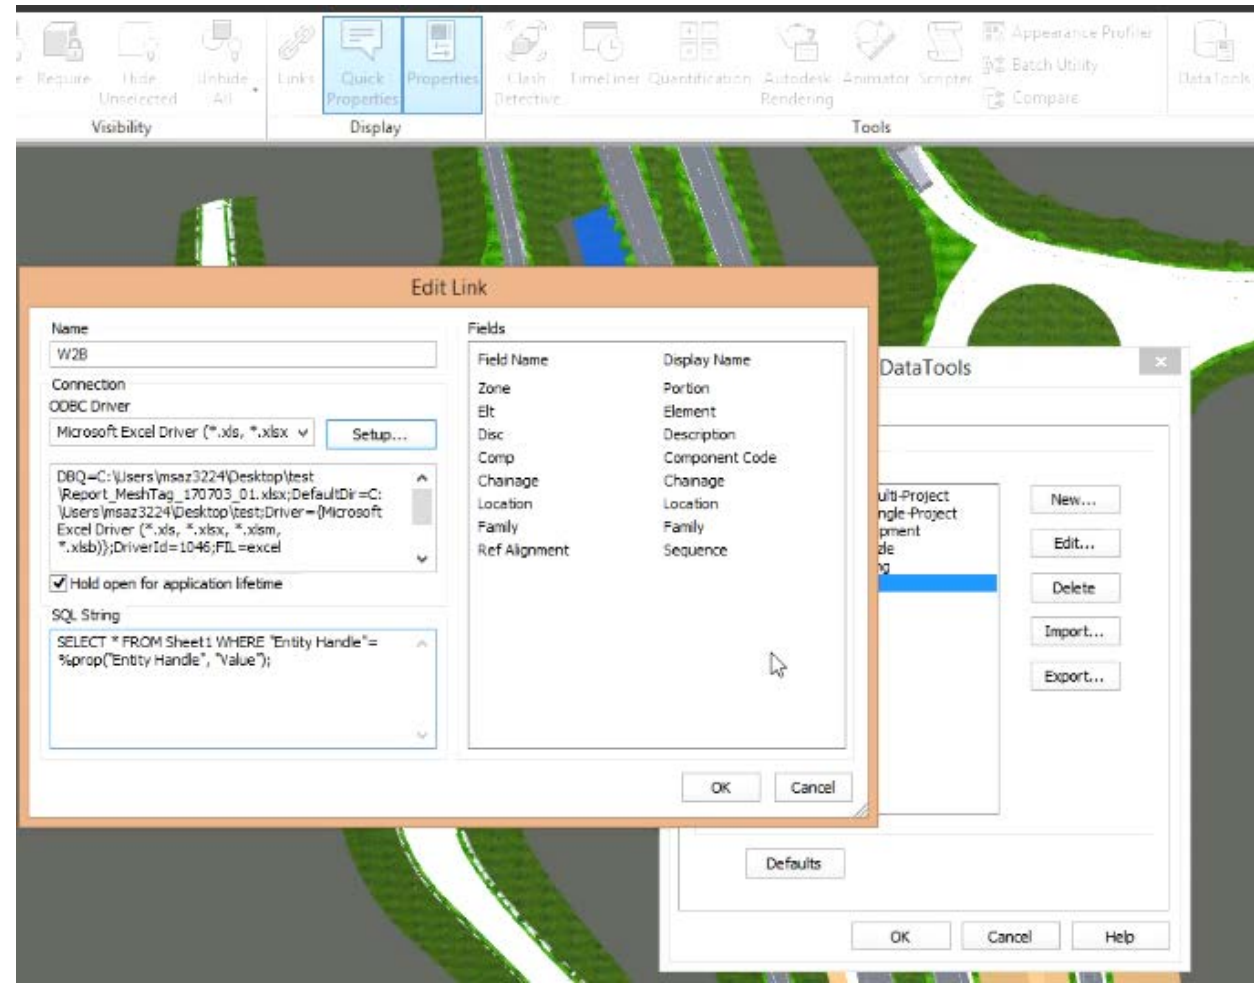 Require
Hide
Unselected
Unhide
All
Links
Quick
Properties
Properties
Clash
Detective
TimeLiner
Quantification
Autodesk
Rendering
Animator
Scripter
Appearance Profiler
Batch Utility
Compare
DataTools
Visibility
Display
Tools
Edit Link
Name
W2B
Connection
ODBC Driver
Microsoft Excel Driver (*.xls, *.xlsx
Setup...
DBQ=C:\Users\msaz3224\Desktop\test
\Report_MeshTag_170703_01.xlsx;DefaultDir=C:
\Users\msaz3224\Desktop\test;Driver={Microsoft
Excel Driver (*.xls, *.xlsx, *.xlsm,
*.xlsb)};DriverId=1046;FIL=excel
Hold open for application lifetime
SQL String
SELECT * FROM Sheet1 WHERE "Entity Handle"=
%prop("Entity Handle", "Value");
Fields
Field Name Display Name
Zone Portion
Elt Element
Disc Description
Comp Component Code
Chainage Chainage
Location Location
Family Family
Ref Alignment Sequence
OK
Cancel
DataTools
ulti-Project
ngle-Project
pment
New...
Edit...
Delete
Import...
Export...
Defaults
OK
Cancel
Help